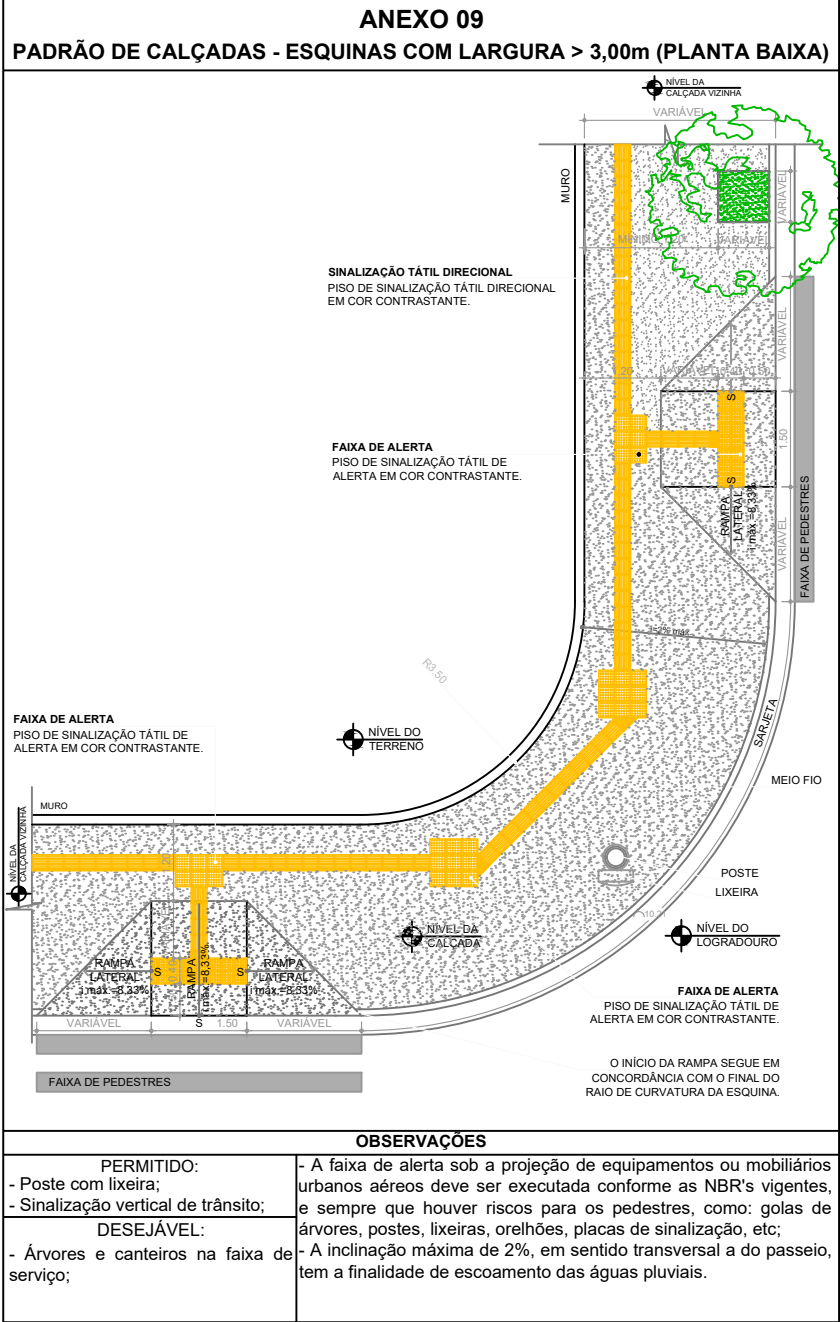 ANEXO 09
PADRÃO DE CALÇADAS - ESQUINAS COM LARGURA > 3,00m (PLANTA BAIXA)
NÍVEL DA
CALÇADA VIZINHA
VARIÁVEL
MURO
VARIÁVEL
VARIÁVEL
SINALIZAÇÃO TÁTIL DIRECIONAL
PISO DE SINALIZAÇÃO TÁTIL DIRECIONAL
EM COR CONTRASTANTE.
VARIÁVEL
1.20
VARIÁVEL
0.40
0.50
S
1.50
FAIXA DE ALERTA
PISO DE SINALIZAÇÃO TÁTIL DE
ALERTA EM COR CONTRASTANTE.
S
RAMPA
LATERAL
i máx.=8,33%
VARIÁVEL
FAIXA DE PEDESTRES
i=2% máx.
R3.50
SARJETA
FAIXA DE ALERTA
PISO DE SINALIZAÇÃO TÁTIL DE
ALERTA EM COR CONTRASTANTE.
NÍVEL DO
TERRENO
MEIO FIO
MURO
NÍVEL DA
CALÇADA VIZINHA
POSTE
LIXEIRA
NÍVEL DA
CALÇADA
NÍVEL DO
LOGRADOURO
RAMPA
LATERAL
i máx.=8,33%
S
RAMPA
i máx.=8,33%
S
RAMPA
LATERAL
i máx.=8,33%
VARIÁVEL
S
1.50
VARIÁVEL
FAIXA DE ALERTA
PISO DE SINALIZAÇÃO TÁTIL DE
ALERTA EM COR CONTRASTANTE.
O INÍCIO DA RAMPA SEGUE EM
CONCORDÂNCIA COM O FINAL DO
RAIO DE CURVATURA DA ESQUINA.
FAIXA DE PEDESTRES
OBSERVAÇÕES
PERMITIDO:
- Poste com lixeira;
- Sinalização vertical de trânsito;
DESEJÁVEL:
- Árvores e canteiros na faixa de
serviço;
- A faixa de alerta sob a projeção de equipamentos ou mobiliários
urbanos aéreos deve ser executada conforme as NBR's vigentes,
e sempre que houver riscos para os pedestres, como: golas de
árvores, postes, lixeiras, orelhões, placas de sinalização, etc;
- A inclinação máxima de 2%, em sentido transversal a do passeio,
tem a finalidade de escoamento das águas pluviais.